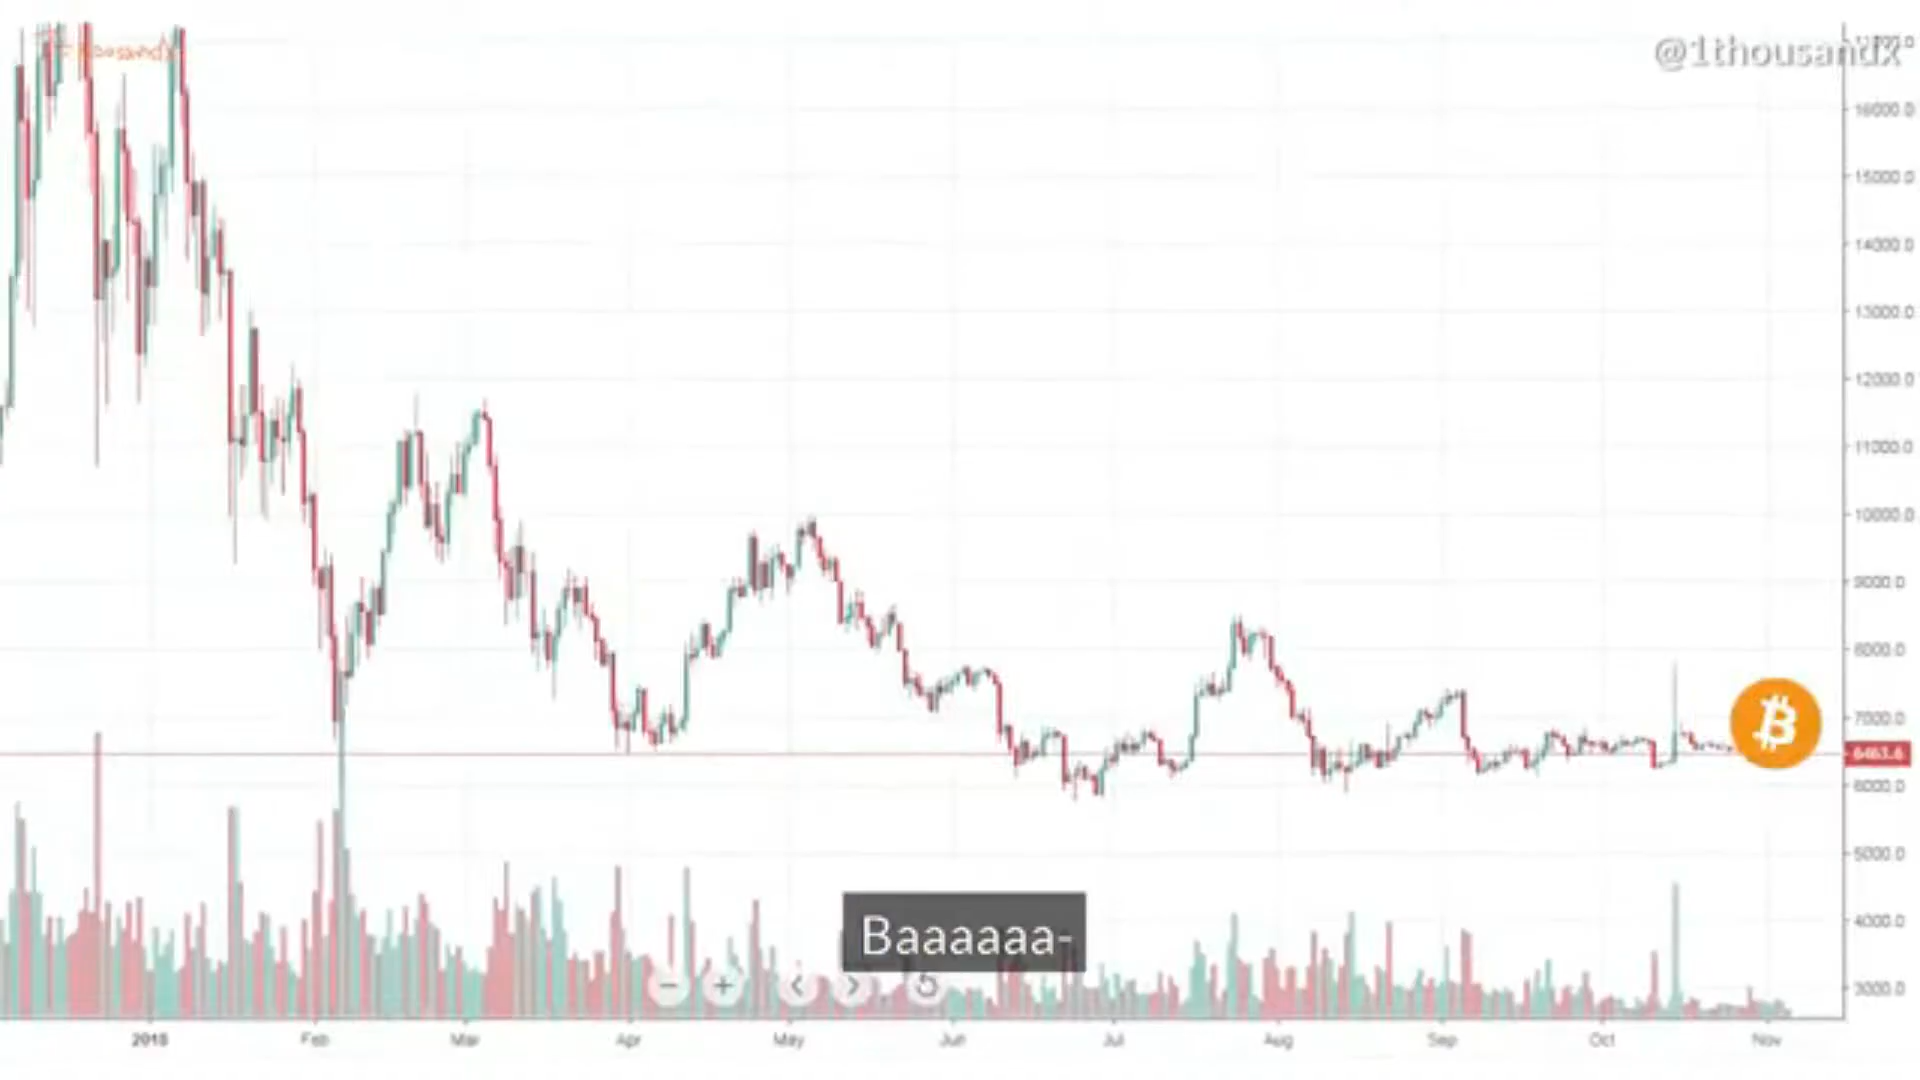 @1thousandx
16000.0
15000.0
14000.0
13000.0
12000.0
11000.0
10000.0
9000.0
8000.0
7000.0
6463.6
6000.0
5000.0
4000.0
3000.0
Baaaaaa-
2018
Feb
Mar
Apr
May
Jun
Jul
Aug
Sep
Oct
Nov